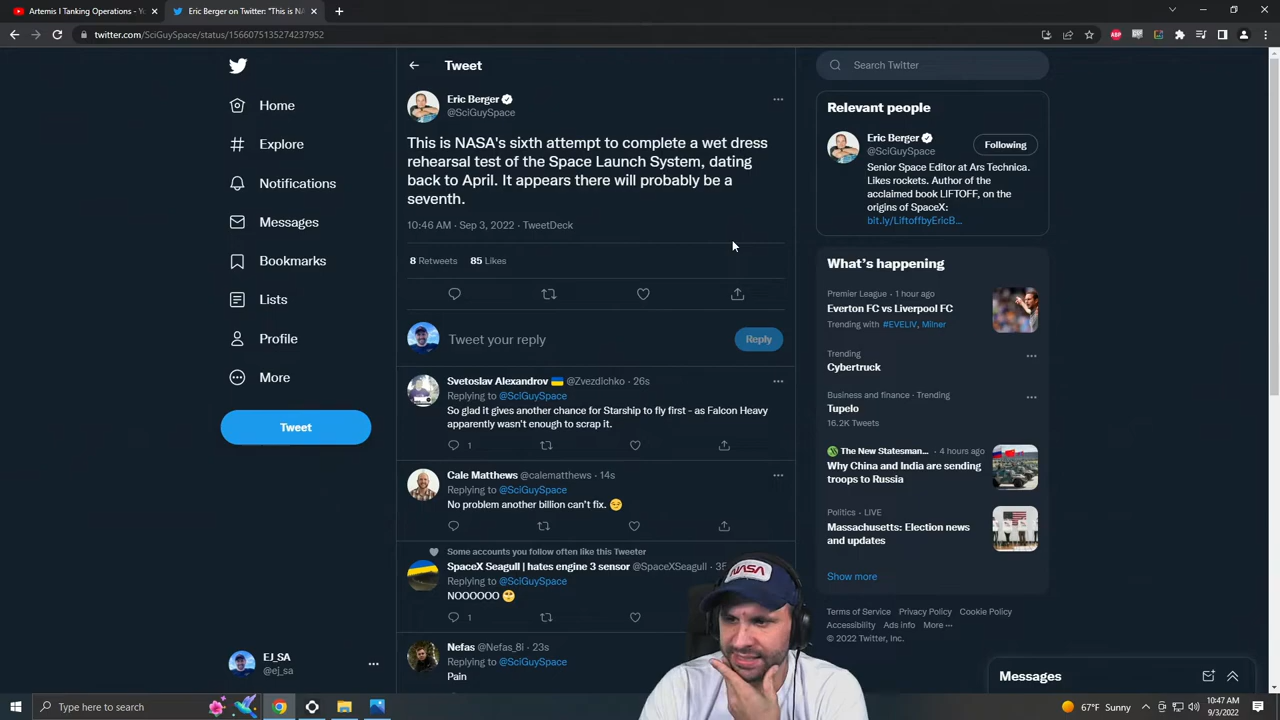 Artemis I Tanking Operations - Yo
Eric Berger on Twitter: "This is NA
twitter.com/SciGuySpace/status/1566075135274237952
ABP
Home
Explore
Notifications
Messages
Bookmarks
Lists
Profile
More
Tweet
EJ_SA
@ej_sa
Tweet
Eric Berger
@SciGuySpace
This is NASA's sixth attempt to complete a wet dress
rehearsal test of the Space Launch System, dating
back to April. It appears there will probably be a
seventh.
10:46 AM · Sep 3, 2022 · TweetDeck
8 Retweets 85 Likes
Tweet your reply
Reply
Svetoslav Alexandrov 🇺🇦 @Zvezdichko · 26s
Replying to @SciGuySpace
So glad it gives another chance for Starship to fly first - as Falcon Heavy
apparently wasn't enough to scrap it.
1
Cale Matthews @calematthews · 14s
Replying to @SciGuySpace
No problem another billion can't fix.
Some accounts you follow often like this Tweeter
SpaceX Seagull | hates engine 3 sensor @SpaceXSeagull
Replying to @SciGuySpace
NOOOOOO
1
Nefas @Nefas_8i · 23s
Replying to @SciGuySpace
Pain
NASA
Search Twitter
Relevant people
Eric Berger
@SciGuySpace
Following
Senior Space Editor at Ars Technica.
Likes rockets. Author of the
acclaimed book LIFTOFF, on the
origins of SpaceX:
bit.ly/LiftoffbyEricB...
What's happening
Premier League · 1 hour ago
Everton FC vs Liverpool FC
Trending with #EVELIV, Milner
Trending
Cybertruck
Business and finance · Trending
Tupelo
16.2K Tweets
The New Statesman... · 4 hours ago
Why China and India are sending
troops to Russia
Politics · LIVE
Massachusetts: Election news
and updates
Show more
Terms of Service Privacy Policy Cookie Policy
Accessibility Ads info More ···
© 2022 Twitter, Inc.
Messages
Type here to search
67°F Sunny
10:47 AM
9/3/2022